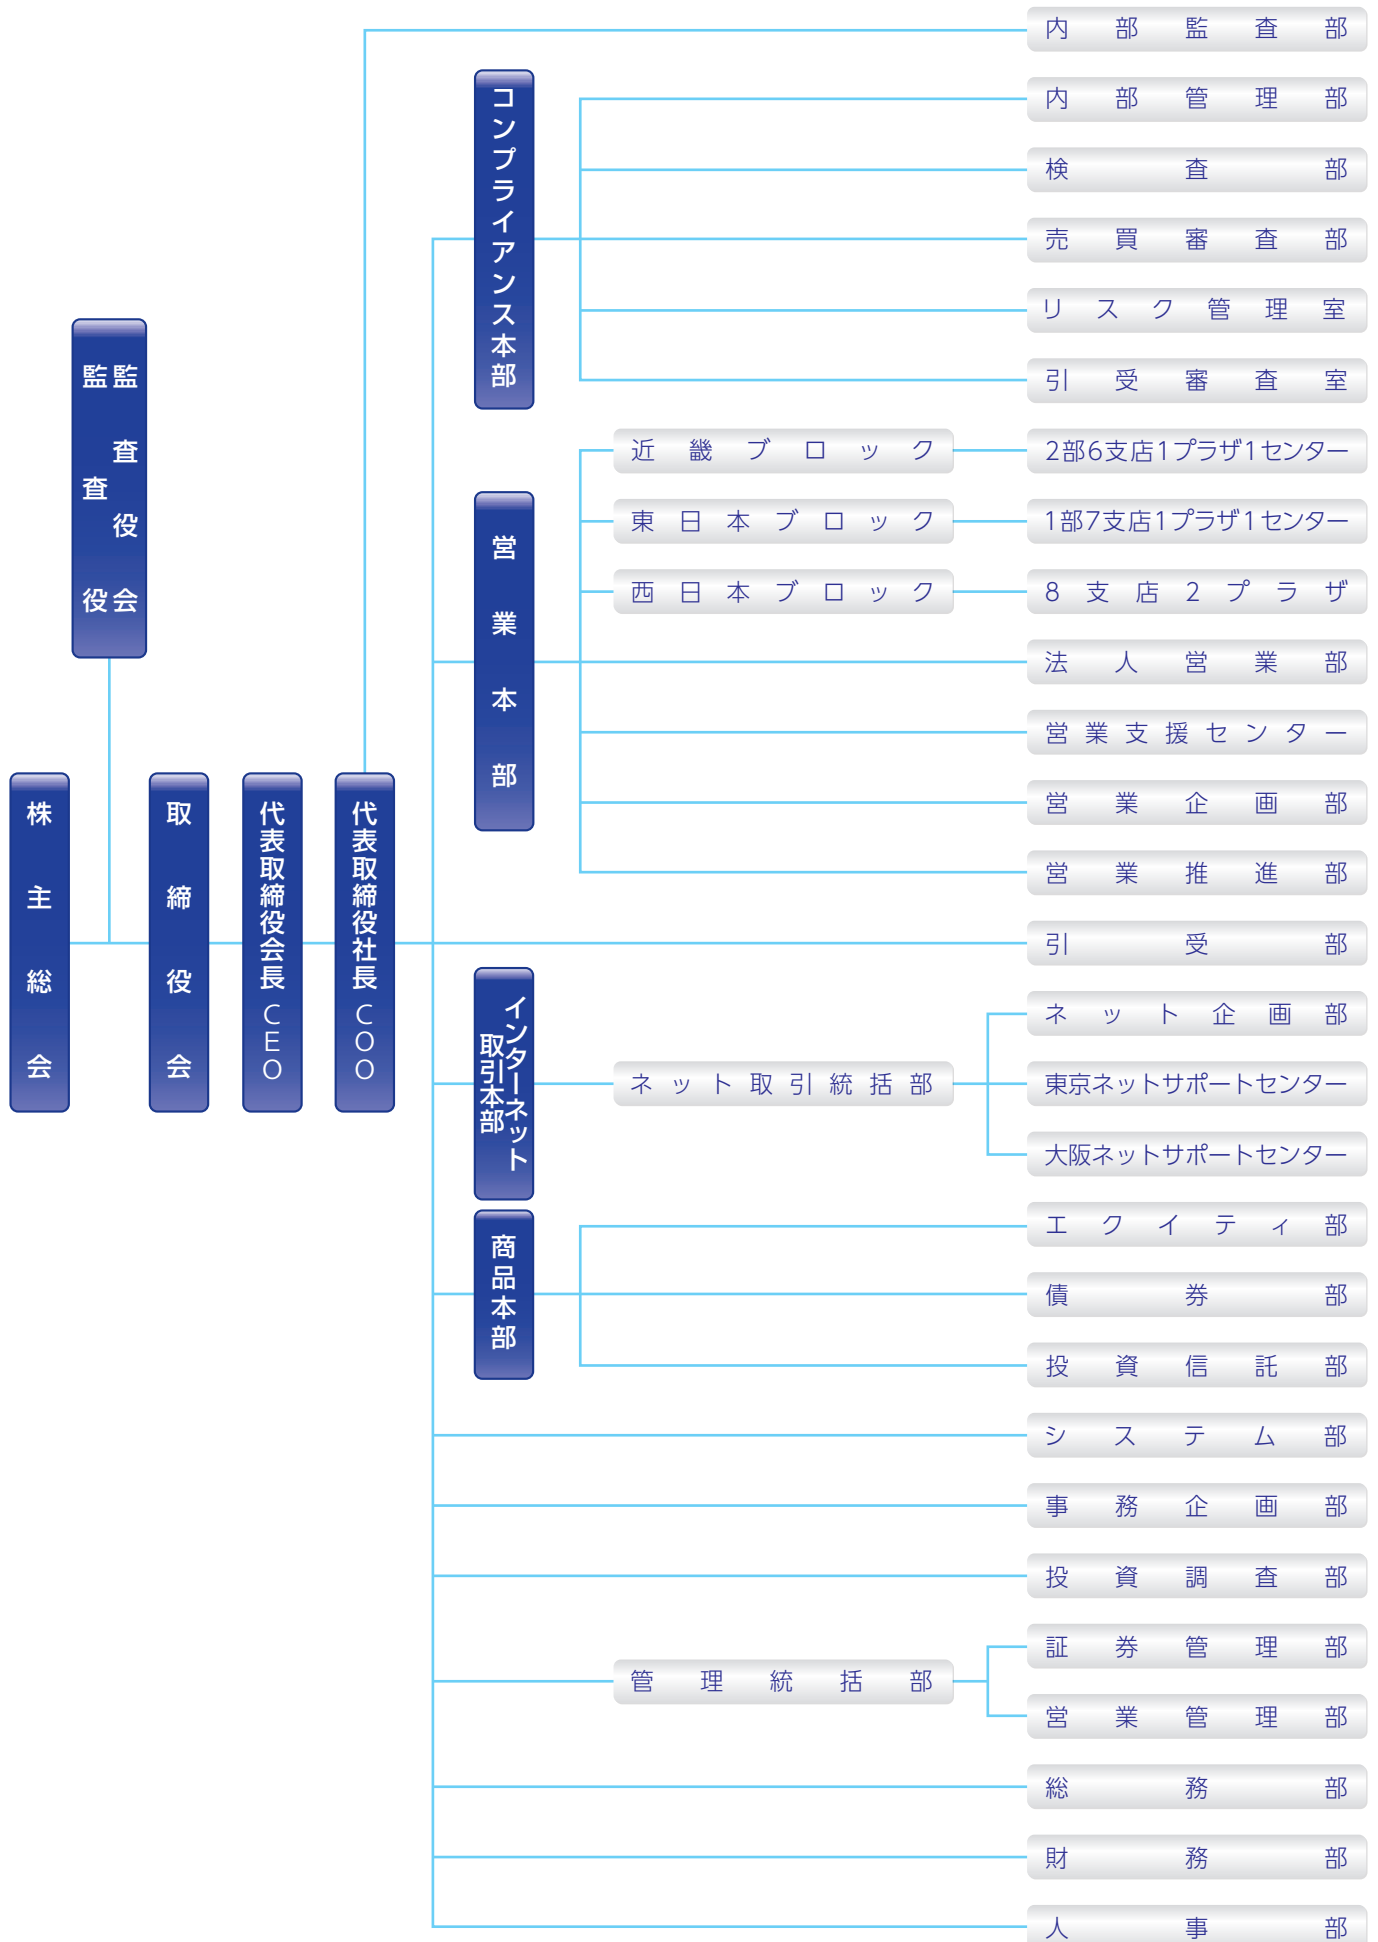 内部監査部
コンプライアンス本部
内部管理部
検査部
売買審査部
リスク管理室
引受審査室
監査役会
監査役
株主総会
取締役会
代表取締役会長 CEO
代表取締役社長 COO
営業本部
近畿ブロック
2部6支店1プラザ1センター
東日本ブロック
1部7支店1プラザ1センター
西日本ブロック
8支店2プラザ
法人営業部
営業支援センター
営業企画部
営業推進部
引受部
インターネット
取引本部
ネット取引統括部
ネット企画部
東京ネットサポートセンター
大阪ネットサポートセンター
商品本部
エクイティ部
債券部
投資信託部
システム部
事務企画部
投資調査部
管理統括部
証券管理部
営業管理部
総務部
財務部
人事部